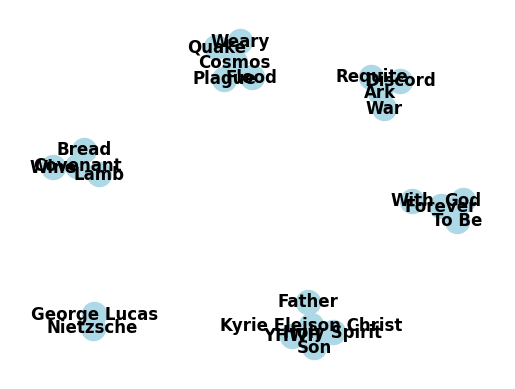 Weary
Quake
Cosmos
Plague
Flood
Requite
Discord
Ark
War
Bread
Covenant
Wine
Lamb
With
God
Forever
To Be
George Lucas
Nietzsche
Father
Kyrie Eleison Christ
Holy Spirit
YHWH
Son